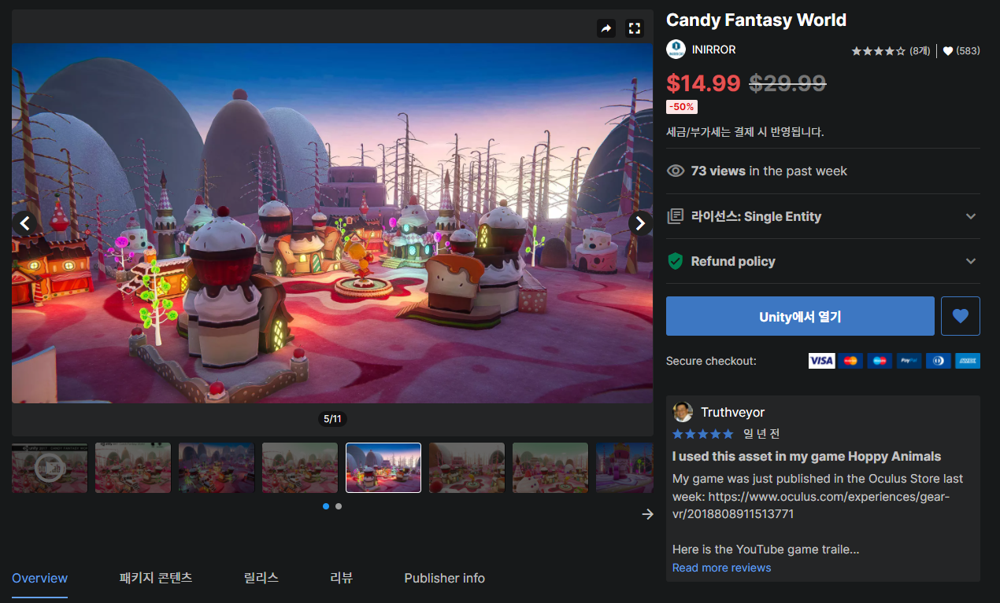 Candy Fantasy World
INIRROR
(8개) (583)
$14.99 $29.99
-50%
세금/부가세는 결제 시 반영됩니다.
73 views in the past week
라이선스: Single Entity
Refund policy
Unity에서 열기
Secure checkout:
VISA
PayPal
5/11
Truthveyor
일 년 전
I used this asset in my game Hoppy Animals
My game was just published in the Oculus Store last
week: https://www.oculus.com/experiences/gear-
vr/2018808911513771
Here is the YouTube game traile...
Read more reviews
Overview 패키지 콘텐츠 릴리스 리뷰 Publisher info